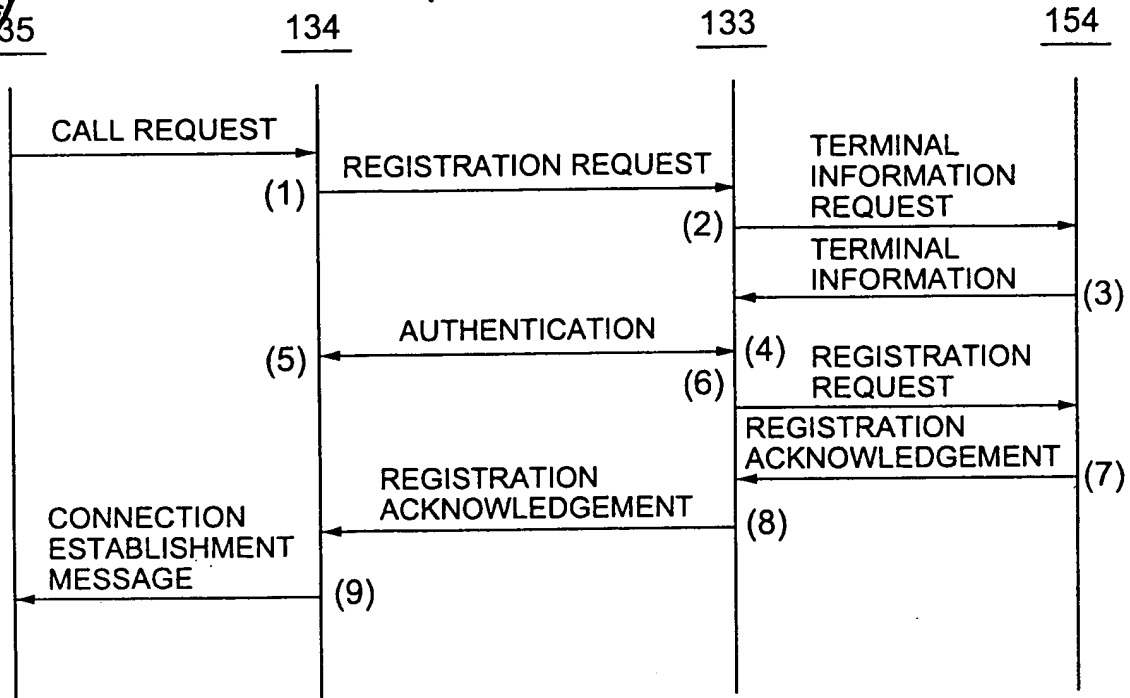 35
134
133
154
CALL REQUEST
(1)
REGISTRATION REQUEST
(2)
TERMINAL
INFORMATION
REQUEST
TERMINAL
INFORMATION
(3)
AUTHENTICATION
(4)
(5)
(6)
REGISTRATION
REQUEST
REGISTRATION
ACKNOWLEDGEMENT
(7)
REGISTRATION
ACKNOWLEDGEMENT
(8)
CONNECTION
ESTABLISHMENT
MESSAGE
(9)